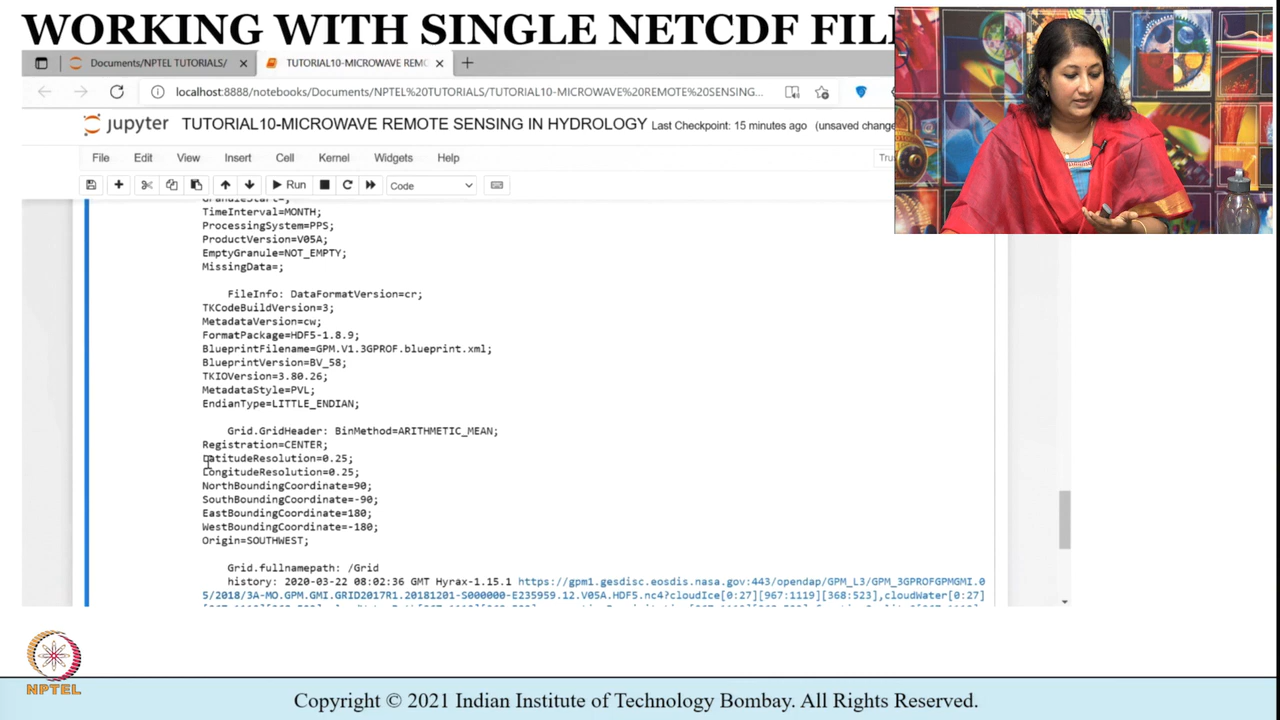 WORKING WITH SINGLE NETCDF FIL
Documents/NPTEL TUTORIALS/
TUTORIAL10-MICROWAVE REMO
localhost:8888/notebooks/Documents/NPTEL%20TUTORIALS/TUTORIAL10-MICROWAVE%20REMOTE%20SENSING...
jupyter TUTORIAL10-MICROWAVE REMOTE SENSING IN HYDROLOGY Last Checkpoint: 15 minutes ago (unsaved change
File Edit View Insert Cell Kernel Widgets Help
Tru
Run
Code
GranuleStart=;
TimeInterval=MONTH;
ProcessingSystem=PPS;
ProductVersion=V05A;
EmptyGranule=NOT_EMPTY;
MissingData=;
FileInfo: DataFormatVersion=cr;
TKCodeBuildVersion=3;
MetadataVersion=cw;
FormatPackage=HDF5-1.8.9;
BlueprintFilename=GPM.V1.3GPROF.blueprint.xml;
BlueprintVersion=BV_58;
TKIOVersion=3.80.26;
MetadataStyle=PVL;
EndianType=LITTLE_ENDIAN;
Grid.GridHeader: BinMethod=ARITHMETIC_MEAN;
Registration=CENTER;
LatitudeResolution=0.25;
LongitudeResolution=0.25;
NorthBoundingCoordinate=90;
SouthBoundingCoordinate=-90;
EastBoundingCoordinate=180;
WestBoundingCoordinate=-180;
Origin=SOUTHWEST;
Grid.fullnamepath: /Grid
history: 2020-03-22 08:02:36 GMT Hyrax-1.15.1 https://gpm1.gesdisc.eosdis.nasa.gov:443/opendap/GPM_L3/GPM_3GPROFGPMGMI.0
5/2018/3A-MO.GPM.GMI.GRID2017R1.20181201-S000000-E235959.12.V05A.HDF5.nc4?cloudIce[0:27][967:1119][368:523],cloudWater[0:27]
NPTEL
Copyright © 2021 Indian Institute of Technology Bombay. All Rights Reserved.